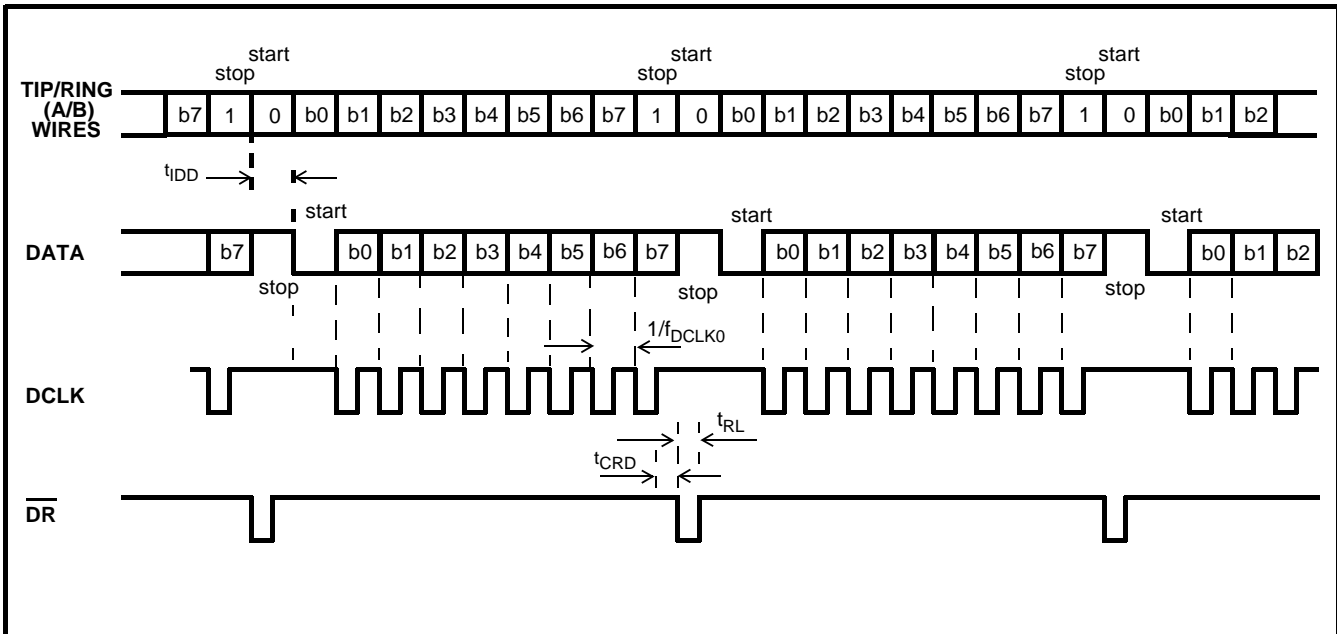 start start start
stop stop stop
TIP/RING
(A/B)
WIRES
b7 1 0 b0 b1 b2 b3 b4 b5 b6 b7 1 0 b0 b1 b2 b3 b4 b5 b6 b7 1 0 b0 b1 b2
tIDD
start start start
DATA
b7 b0 b1 b2 b3 b4 b5 b6 b7 b0 b1 b2 b3 b4 b5 b6 b7 b0 b1 b2
stop stop stop
1/fDCLK0
DCLK
tRL
tCRD
DR